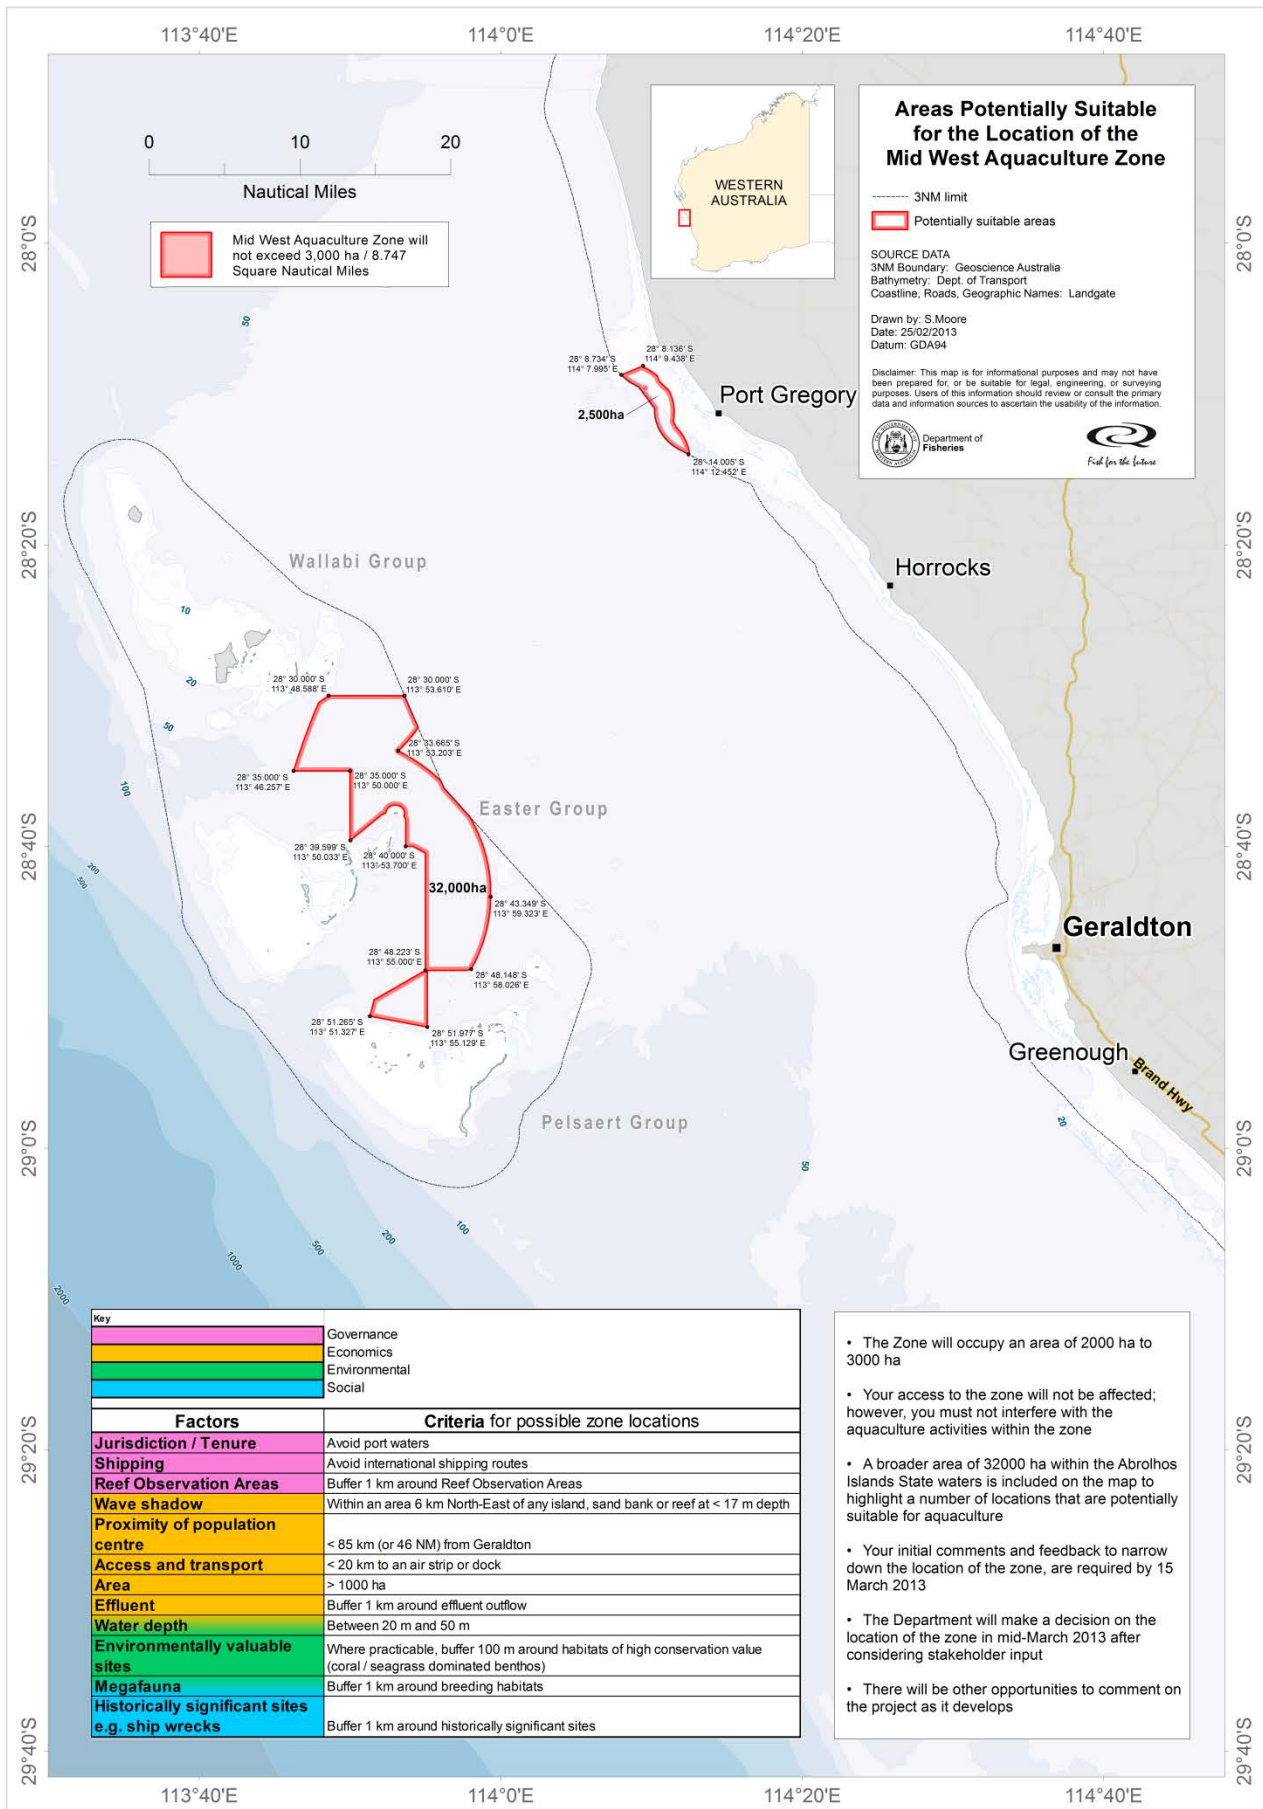 113°40'E
114°0'E
114°20'E
114°40'E
0
10
20
Nautical Miles
Mid West Aquaculture Zone will
not exceed 3,000 ha / 8.747
Square Nautical Miles
WESTERN
AUSTRALIA
Areas Potentially Suitable
for the Location of the
Mid West Aquaculture Zone
3NM limit
Potentially suitable areas
SOURCE DATA
3NM Boundary: Geoscience Australia
Bathymetry: Dept. of Transport
Coastline, Roads, Geographic Names: Landgate
Drawn by: S.Moore
Date: 25/02/2013
Datum: GDA94
Disclaimer: This map is for informational purposes and may not have
been prepared for, or be suitable for legal, engineering, or surveying
purposes. Users of this information should review or consult the primary
data and information sources to ascertain the usability of the information.
Department of
Fisheries
Fish for the future
28°0'S
28°0'S
50
28° 8.734' S
114° 7.995' E
28° 8.136' S
114° 9.438' E
2,500ha
Port Gregory
28° 14.005' S
114° 12.452' E
28°20'S
28°20'S
Wallabi Group
Horrocks
10
20
50
100
28° 30.000' S
113° 48.588' E
28° 30.000' S
113° 53.610' E
28° 33.665' S
113° 53.203' E
28° 35.000' S
113° 46.257' E
28° 35.000' S
113° 50.000' E
Easter Group
28°40'S
28°40'S
28° 39.599' S
113° 50.033' E
28° 40.000' S
113° 53.700' E
200
500
32,000ha
28° 43.349' S
113° 59.323' E
Geraldton
28° 48.223' S
113° 55.000' E
28° 48.148' S
113° 58.026' E
28° 51.265' S
113° 51.327' E
28° 51.977' S
113° 55.129' E
Greenough
Brand Hwy
Pelsaert Group
20
29°0'S
29°0'S
50
100
200
500
1000
2000
Key
Governance
Economics
Environmental
Social
Factors
Criteria for possible zone locations
Jurisdiction / Tenure
Avoid port waters
Shipping
Avoid international shipping routes
Reef Observation Areas
Buffer 1 km around Reef Observation Areas
Wave shadow
Within an area 6 km North-East of any island, sand bank or reef at < 17 m depth
Proximity of population
centre
< 85 km (or 46 NM) from Geraldton
Access and transport
< 20 km to an air strip or dock
Area
> 1000 ha
Effluent
Buffer 1 km around effluent outflow
Water depth
Between 20 m and 50 m
Environmentally valuable
sites
Where practicable, buffer 100 m around habitats of high conservation value
(coral / seagrass dominated benthos)
Megafauna
Buffer 1 km around breeding habitats
Historically significant sites
e.g. ship wrecks
Buffer 1 km around historically significant sites
• The Zone will occupy an area of 2000 ha to
3000 ha
• Your access to the zone will not be affected;
however, you must not interfere with the
aquaculture activities within the zone
• A broader area of 32000 ha within the Abrolhos
Islands State waters is included on the map to
highlight a number of locations that are potentially
suitable for aquaculture
• Your initial comments and feedback to narrow
down the location of the zone, are required by 15
March 2013
• The Department will make a decision on the
location of the zone in mid-March 2013 after
considering stakeholder input
• There will be other opportunities to comment on
the project as it develops
29°20'S
29°20'S
29°40'S
29°40'S
113°40'E
114°0'E
114°20'E
114°40'E